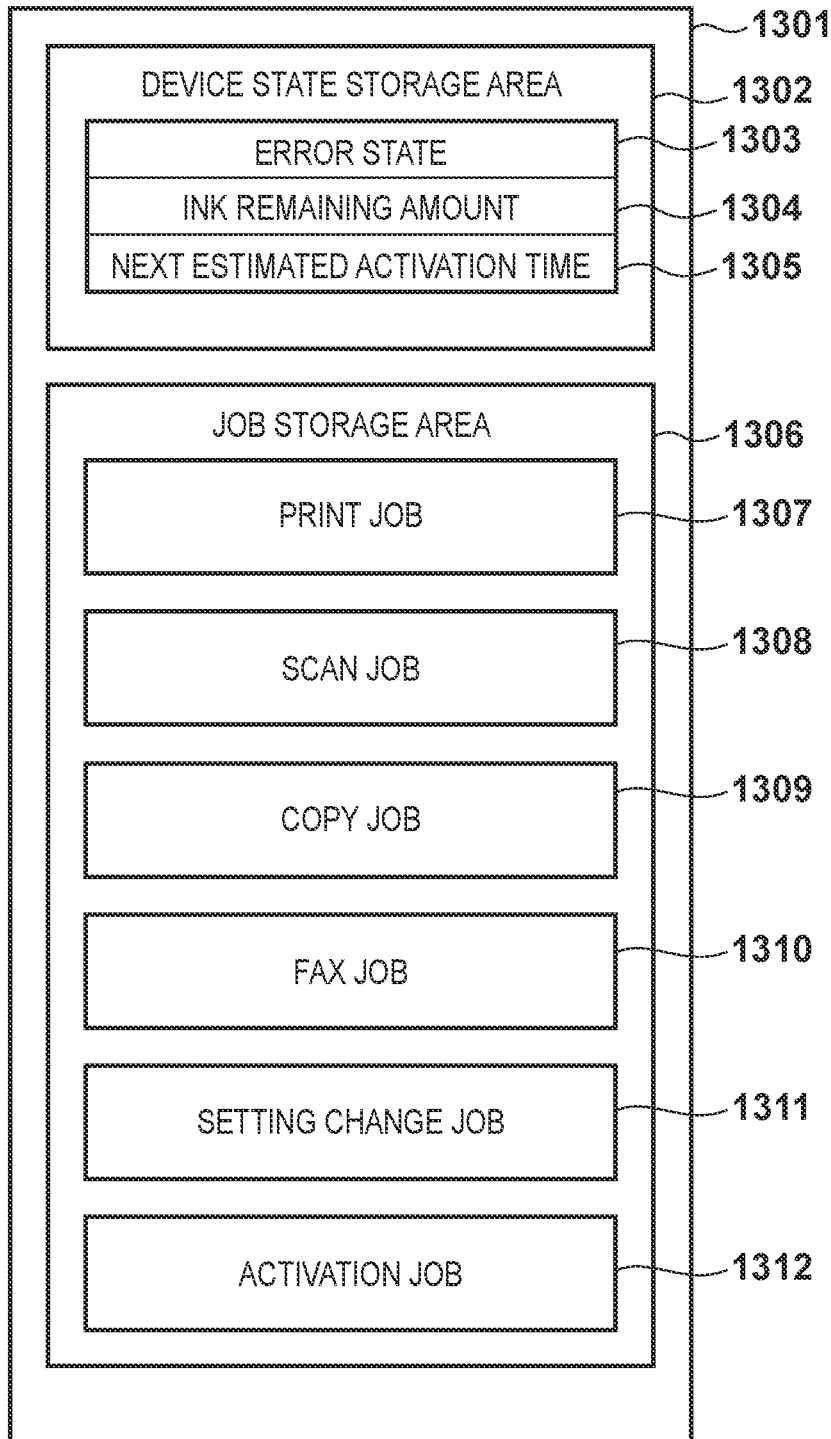 1301
DEVICE STATE STORAGE AREA
1302
ERROR STATE
1303
INK REMAINING AMOUNT
1304
NEXT ESTIMATED ACTIVATION TIME
1305
JOB STORAGE AREA
1306
PRINT JOB
1307
SCAN JOB
1308
COPY JOB
1309
FAX JOB
1310
SETTING CHANGE JOB
1311
ACTIVATION JOB
1312